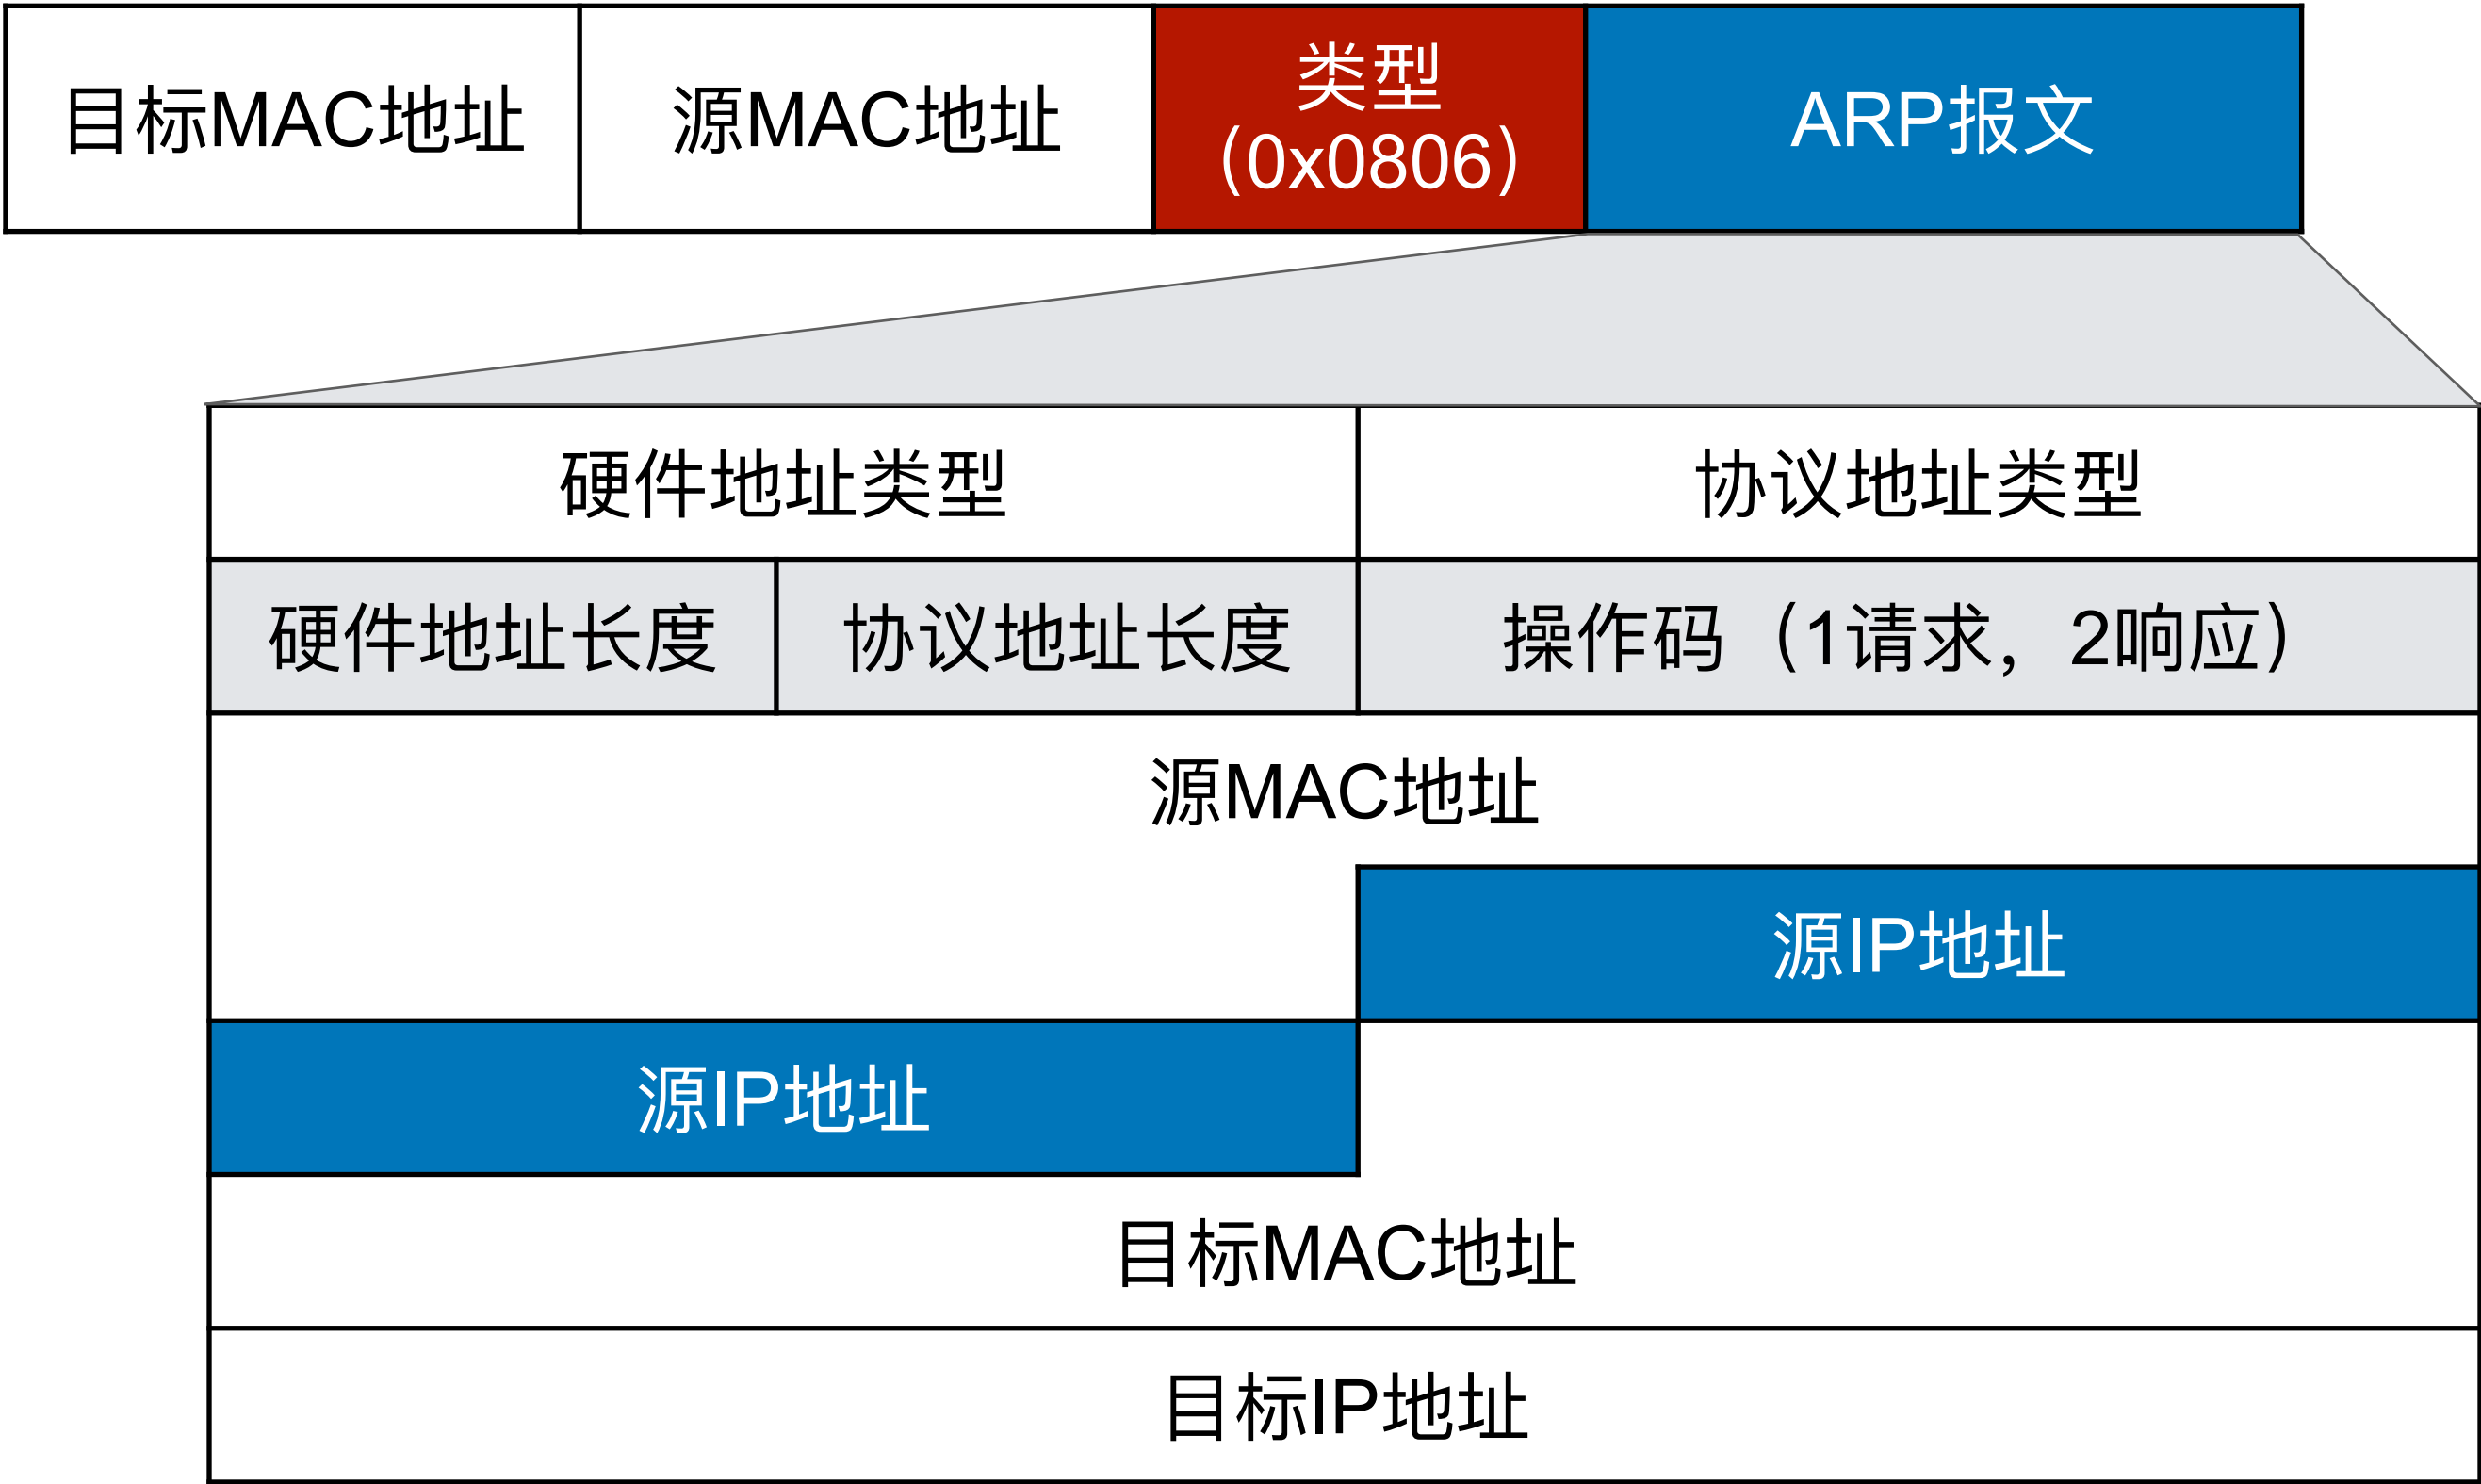 目标MAC地址
源MAC地址
类型
(0x0806)
ARP报文
硬件地址类型
协议地址类型
硬件地址长度
协议地址长度
操作码（1请求，2响应）
源MAC地址
源IP地址
源IP地址
目标MAC地址
目标IP地址